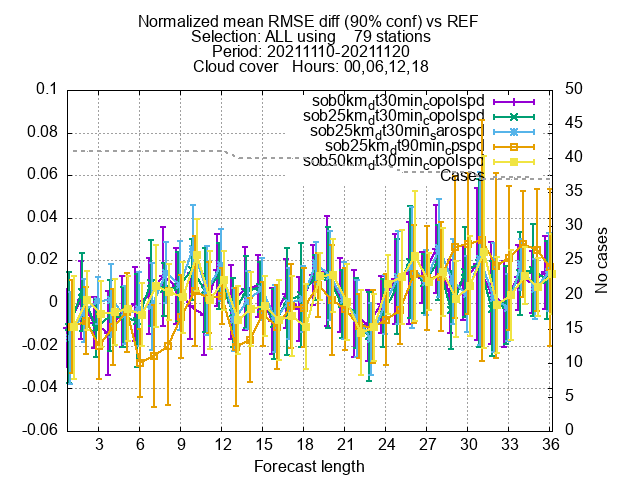 Normalized mean RMSE diff (90% conf) vs REF
Selection: ALL using 79 stations
Period: 20211110-20211120
Cloud cover Hours: 00,06,12,18
0.1
0.08
0.06
0.04
0.02
0
-0.02
-0.04
-0.06
50
45
40
35
30
25
20
15
10
5
0
No cases
sob0km_dt30min_copolspd
sob25km_dt30min_copolspd
sob25km_dt30min_sarospd
sob25km_dt90min_cpspd
sob50km_dt30min_copolspd
Cases
3 6 9 12 15 18 21 24 27 30 33 36
Forecast length